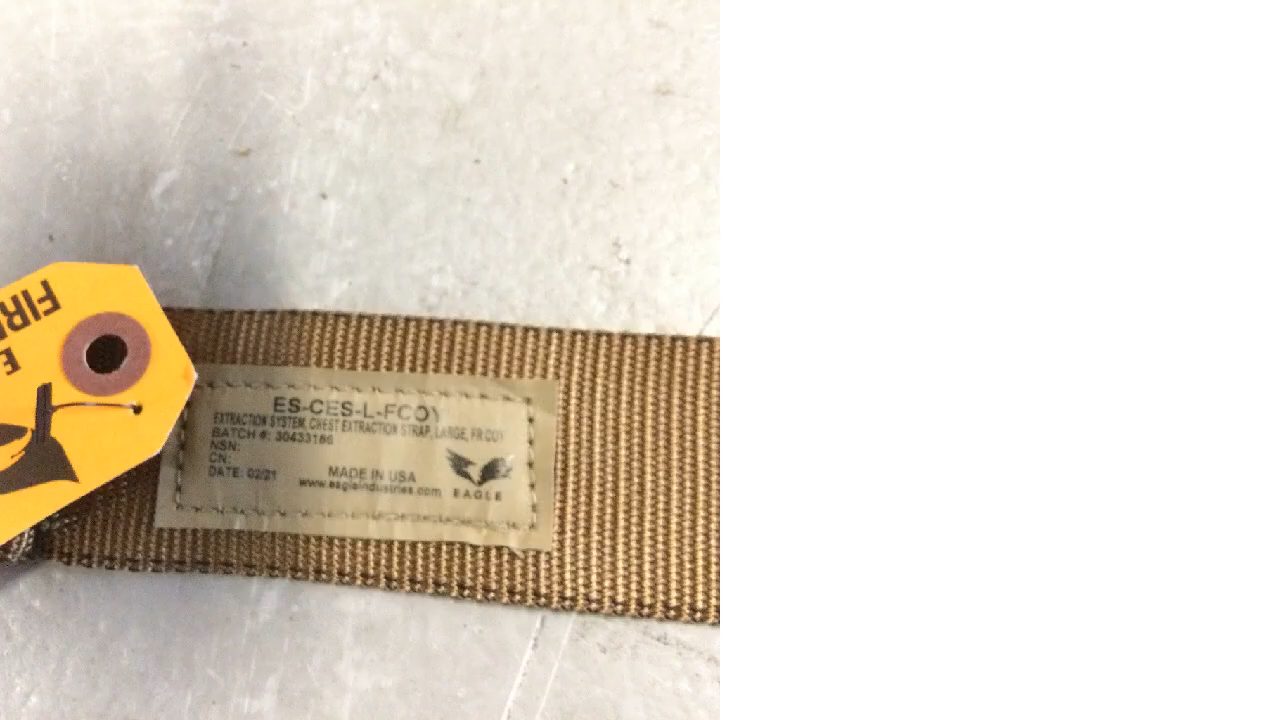 FIR
E
ES-CES-L-FCOY
EXTRACTION SYSTEM, CHEST EXTRACTION STRAP, LARGE, FR COY
BATCH #: 30433186
NSN:
CN:
DATE: 02/21
MADE IN USA
www.eagleindustries.com
EAGLE